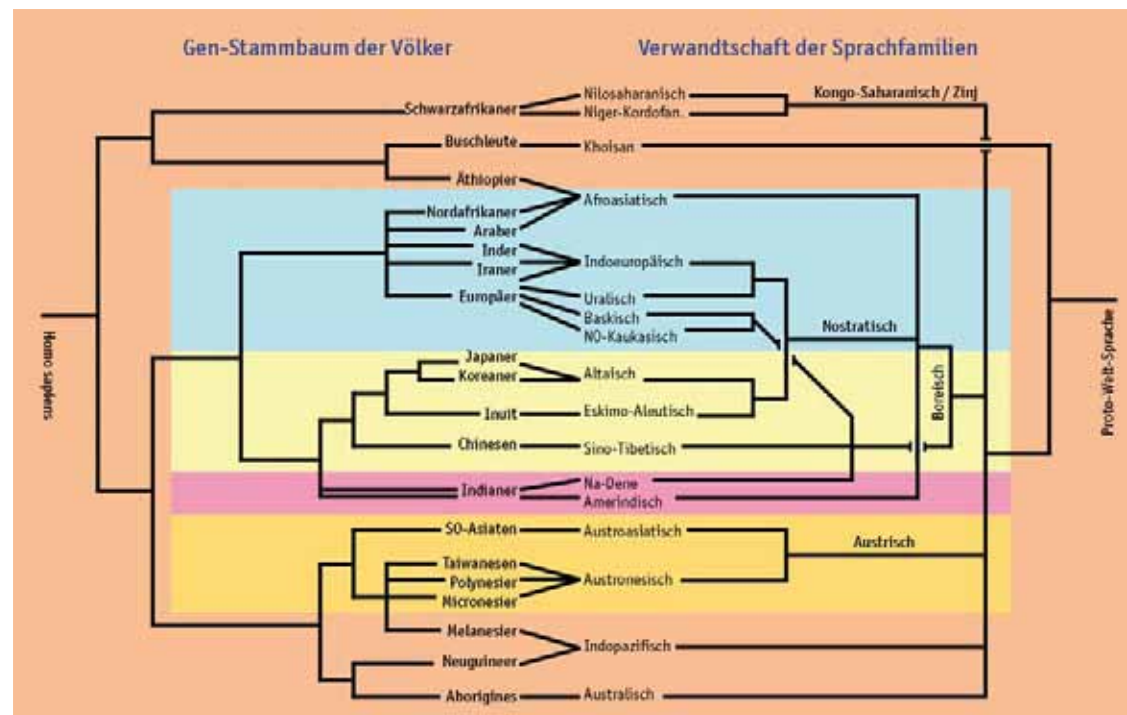 Gen-Stammbaum der Völker
Verwandtschaft der Sprachfamilien
Homo sapiens
Schwarzafrikaner
Buschleute
Äthiopier
Nordafrikaner
Araber
Inder
Iraner
Europäer
Japaner
Koreaner
Inuit
Chinesen
Indianer
SO-Asiaten
Taiwanesen
Polynesier
Micronesier
Melanesier
Neuguineer
Aborigines
Nilosaharanisch
Niger-Kordofan.
Khoisan
Afroasiatisch
Indoeuropäisch
Uralisch
Baskisch
NO-Kaukasisch
Altaisch
Eskimo-Aleutisch
Sino-Tibetisch
Na-Dene
Amerindisch
Austroasiatisch
Austronesisch
Indopazifisch
Australisch
Kongo-Saharanisch / Zinj
Nostratisch
Boreisch
Austrisch
Proto-Welt-Sprache